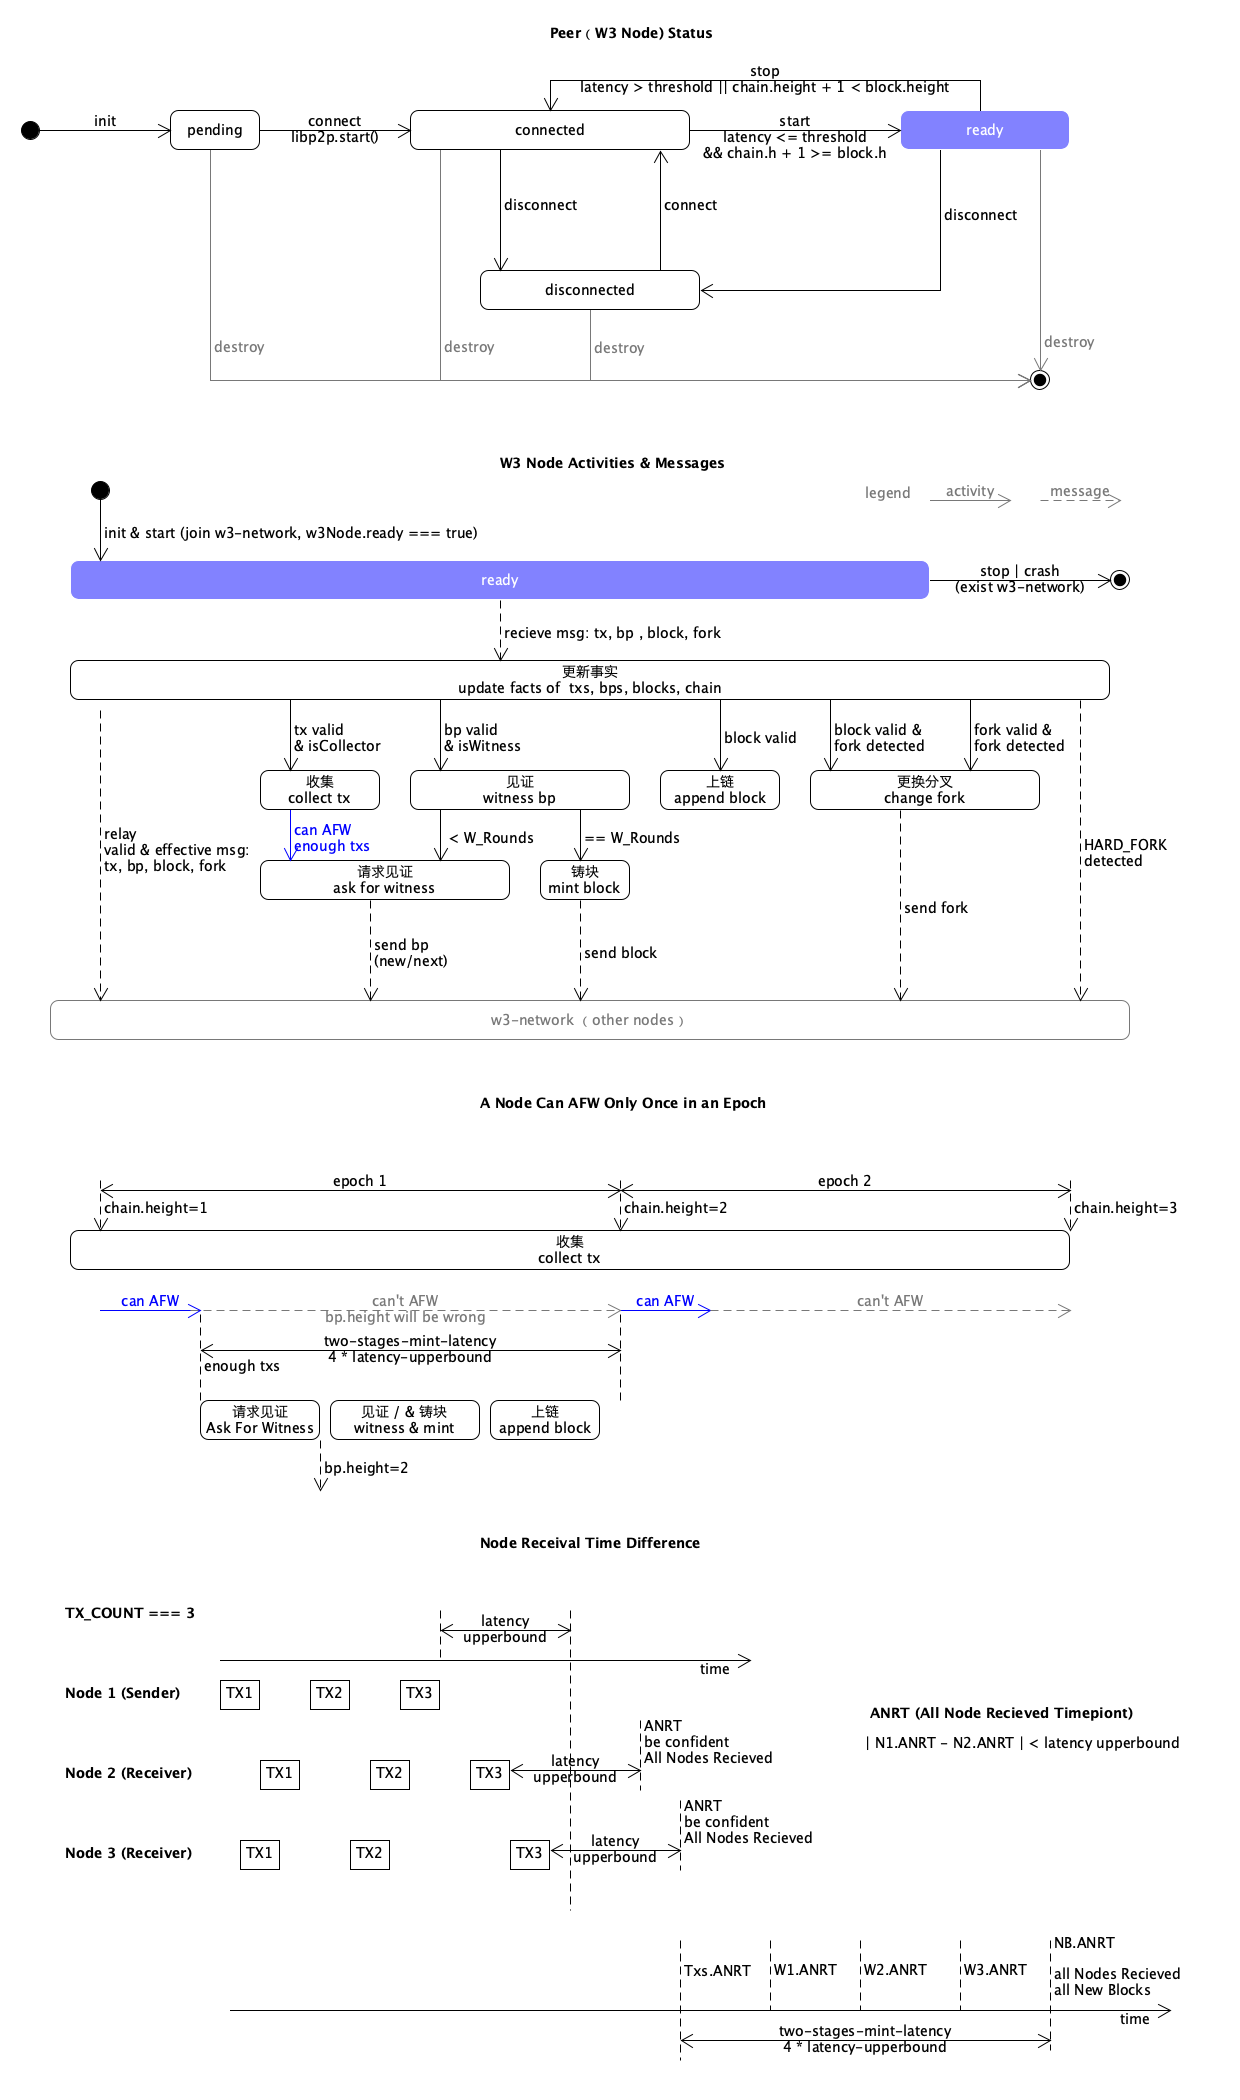 Peer ( W3 Node) Status
stop
latency > threshold || chain.height + 1 < block.height
init
pending
connect
libp2p.start()
connected
start
latency <= threshold
&& chain.h + 1 >= block.h
ready
disconnect
connect
disconnect
disconnected
destroy
destroy
destroy
destroy
W3 Node Activities & Messages
legend
activity
message
init & start (join w3-network, w3Node.ready === true)
ready
stop | crash
(exist w3-network)
recieve msg: tx, bp , block, fork
更新事实
update facts of  txs, bps, blocks, chain
tx valid
& isCollector
bp valid
& isWitness
block valid
block valid &
fork detected
fork valid &
fork detected
收集
collect tx
见证
witness bp
上链
append block
更换分叉
change fork
relay
valid & effective msg:
tx, bp, block, fork
can AFW
enough txs
< W_Rounds
== W_Rounds
HARD_FORK
detected
请求见证
ask for witness
铸块
mint block
send bp
(new/next)
send block
send fork
w3-network ( other nodes )
A Node Can AFW Only Once in an Epoch
epoch 1
epoch 2
chain.height=1
chain.height=2
chain.height=3
收集
collect tx
can AFW
can't AFW
bp.height will be wrong
can AFW
can't AFW
two-stages-mint-latency
4 * latency-upperbound
enough txs
请求见证
Ask For Witness
见证 / & 铸块
witness & mint
上链
append block
bp.height=2
Node Receival Time Difference
TX_COUNT === 3
latency
upperbound
time
Node 1 (Sender)
TX1
TX2
TX3
ANRT (All Node Recieved Timepiont)
| N1.ANRT - N2.ANRT | < latency upperbound
ANRT
be confident
All Nodes Recieved
Node 2 (Receiver)
TX1
TX2
TX3
latency
upperbound
ANRT
be confident
All Nodes Recieved
Node 3 (Receiver)
TX1
TX2
TX3
latency
upperbound
Txs.ANRT
W1.ANRT
W2.ANRT
W3.ANRT
NB.ANRT
all Nodes Recieved
all New Blocks
time
two-stages-mint-latency
4 * latency-upperbound